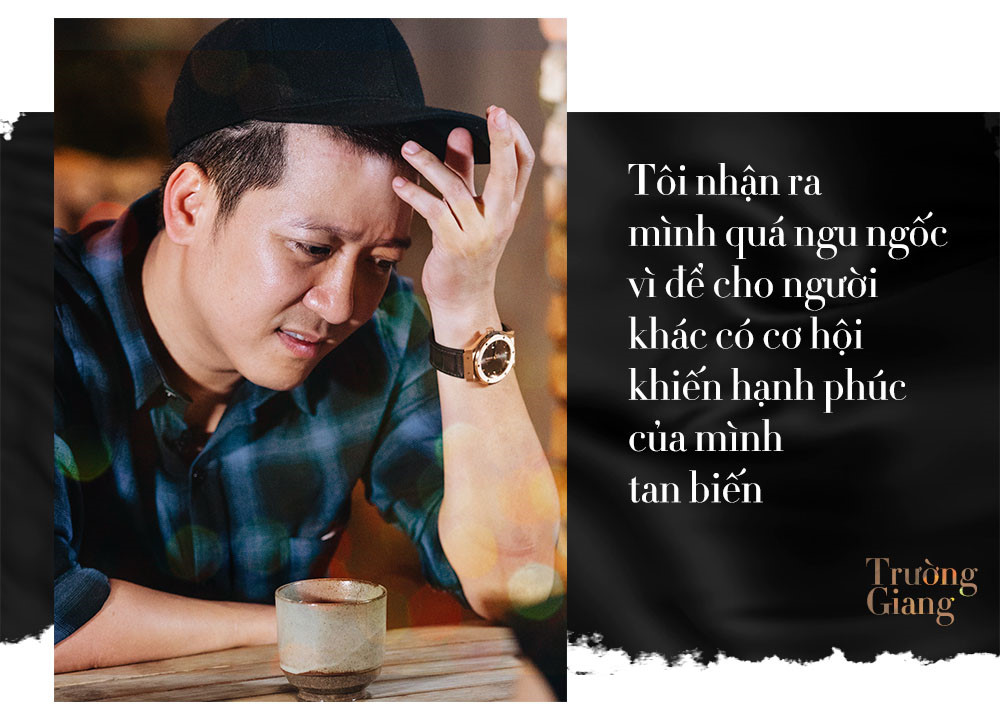 Tôi nhận ra
mình quá ngu ngốc
vì để cho người
khác có cơ hội
khiến hạnh phúc
của mình
tan biến
Trường
Giang